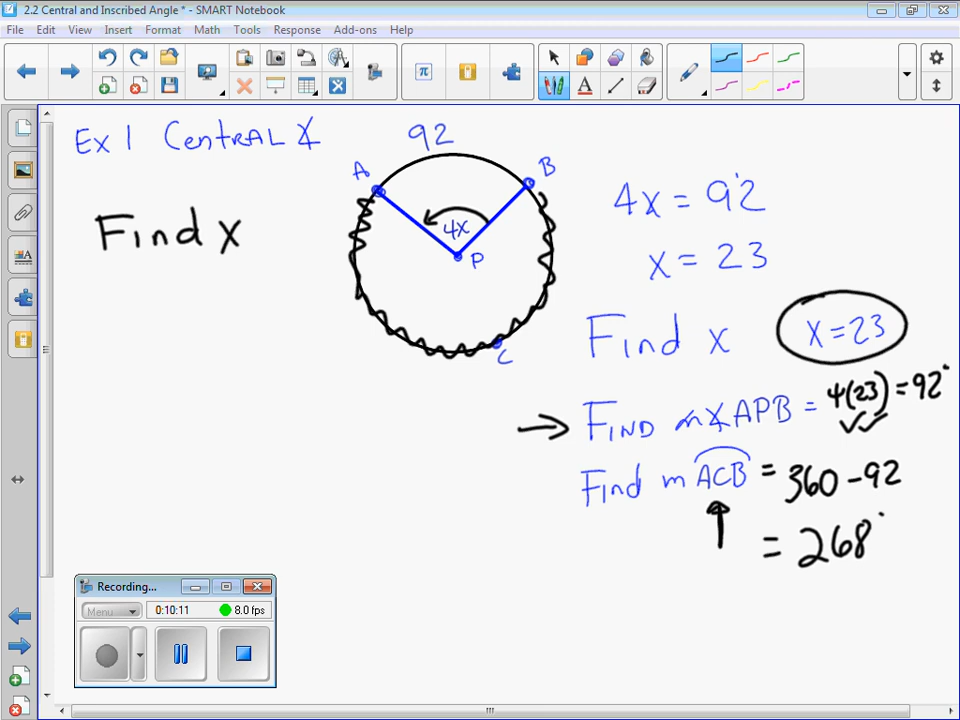 2.2 Central and Inscribed Angle * - SMART Notebook
File Edit View Insert Format Math Tools Response Add-ons Help
Ex 1 Central ∡
92
A
B
4x
P
C
Find x
4x = 92°
x = 23
Find x x = 23
→ FIND m∡APB = 4(23) = 92°
Find m ACB = 360 - 92
= 268°
Recording...
Menu 0:10:11 8.0 fps